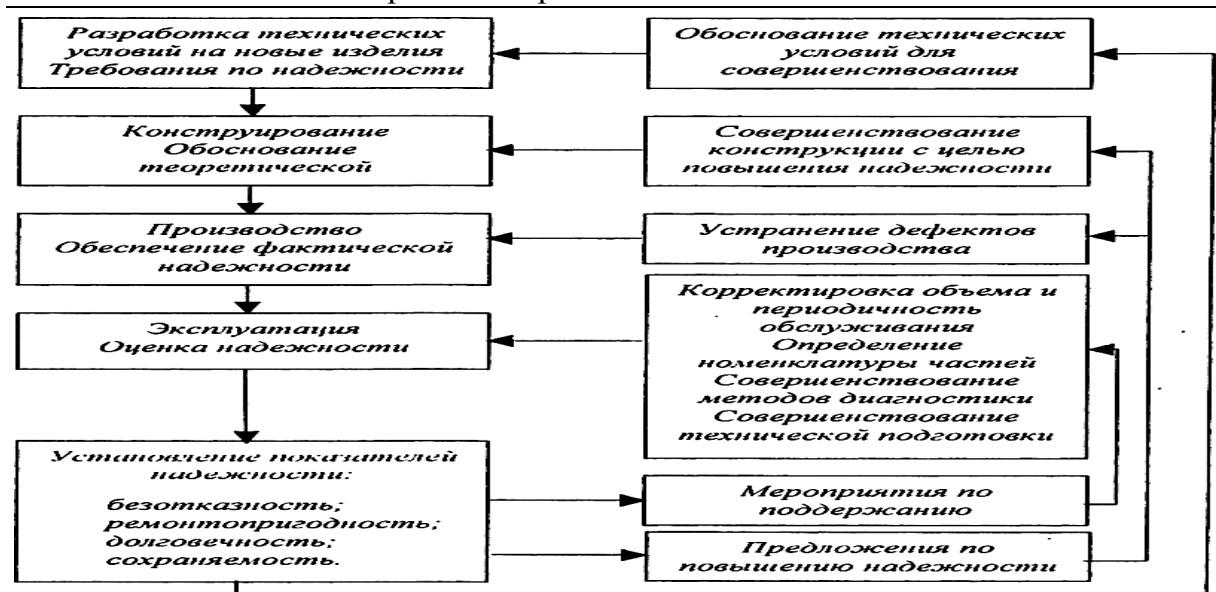 Разработка технических
условий на новые изделия
Требования по надежности
Обоснование технических
условий для
совершенствования
Конструирование
Обоснование
теоретической
Совершенствование
конструкции с целью
повышения надежности
Производство
Обеспечение фактической
надежности
Устранение дефектов
производства
Эксплуатация
Оценка надежности
Корректировка объема и
периодичность
обслуживания
Определение
номенклатуры частей
Совершенствование
методов диагностики
Совершенствование
технической подготовки
Установление показателей
надежности:
безотказность;
ремонтопригодность;
долговечность;
сохраняемость.
Мероприятия по
поддержанию
Предложения по
повышению надежности